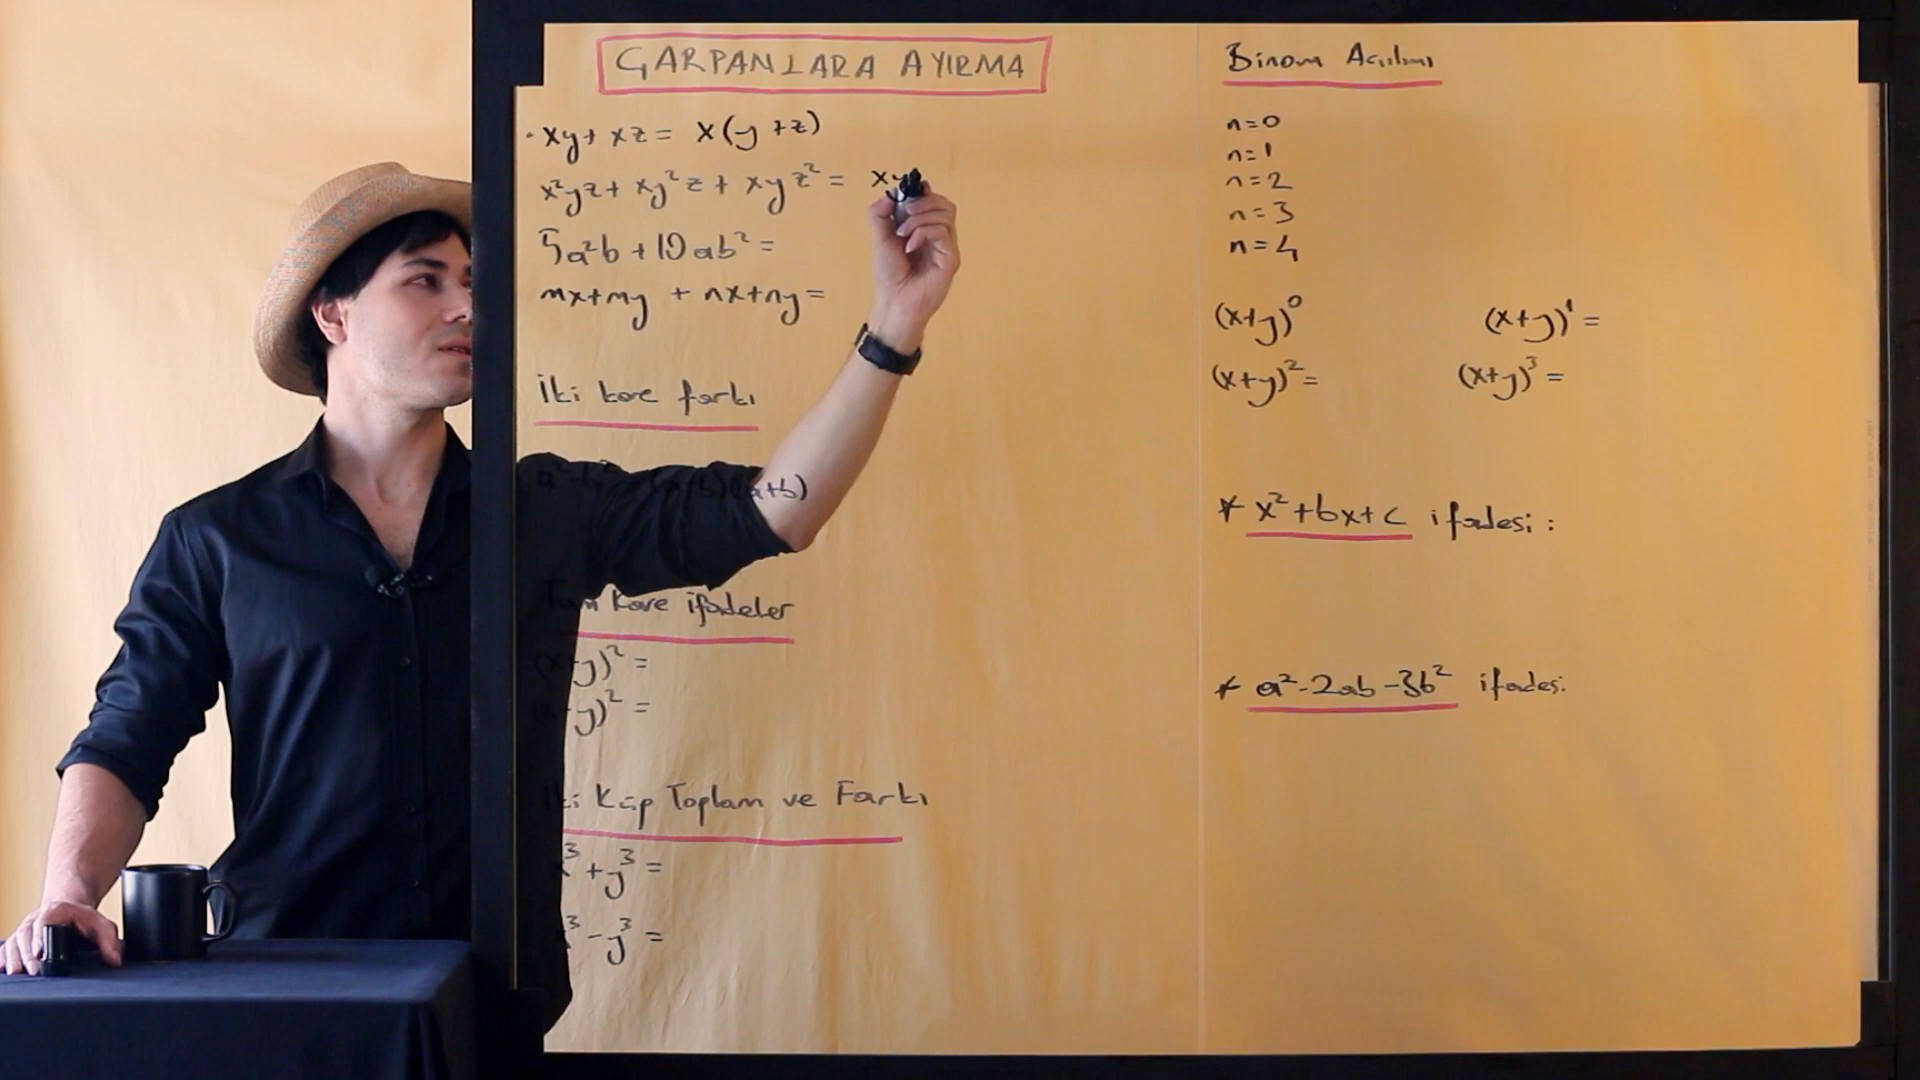 ÇARPANLARA AYIRMA
· xy + xz = x(y+z)
x²yz + xy²z + xyz² = xy
5a²b + 10ab² =
mx+my + nx+ny =
İki kare farkı
a²-b² = (a-b)(a+b)
Tam Kare ifadeler
(x+y)² =
(x-y)² =
İki Küp Toplam ve Farkı
x³+y³ =
x³-y³ =
Binom Açılımı
n=0
n=1
n=2
n=3
n=4
(x+y)⁰ (x+y)¹ =
(x+y)² = (x+y)³ =
* x²+bx+c ifadesi :
* a²-2ab-3b² ifadesi